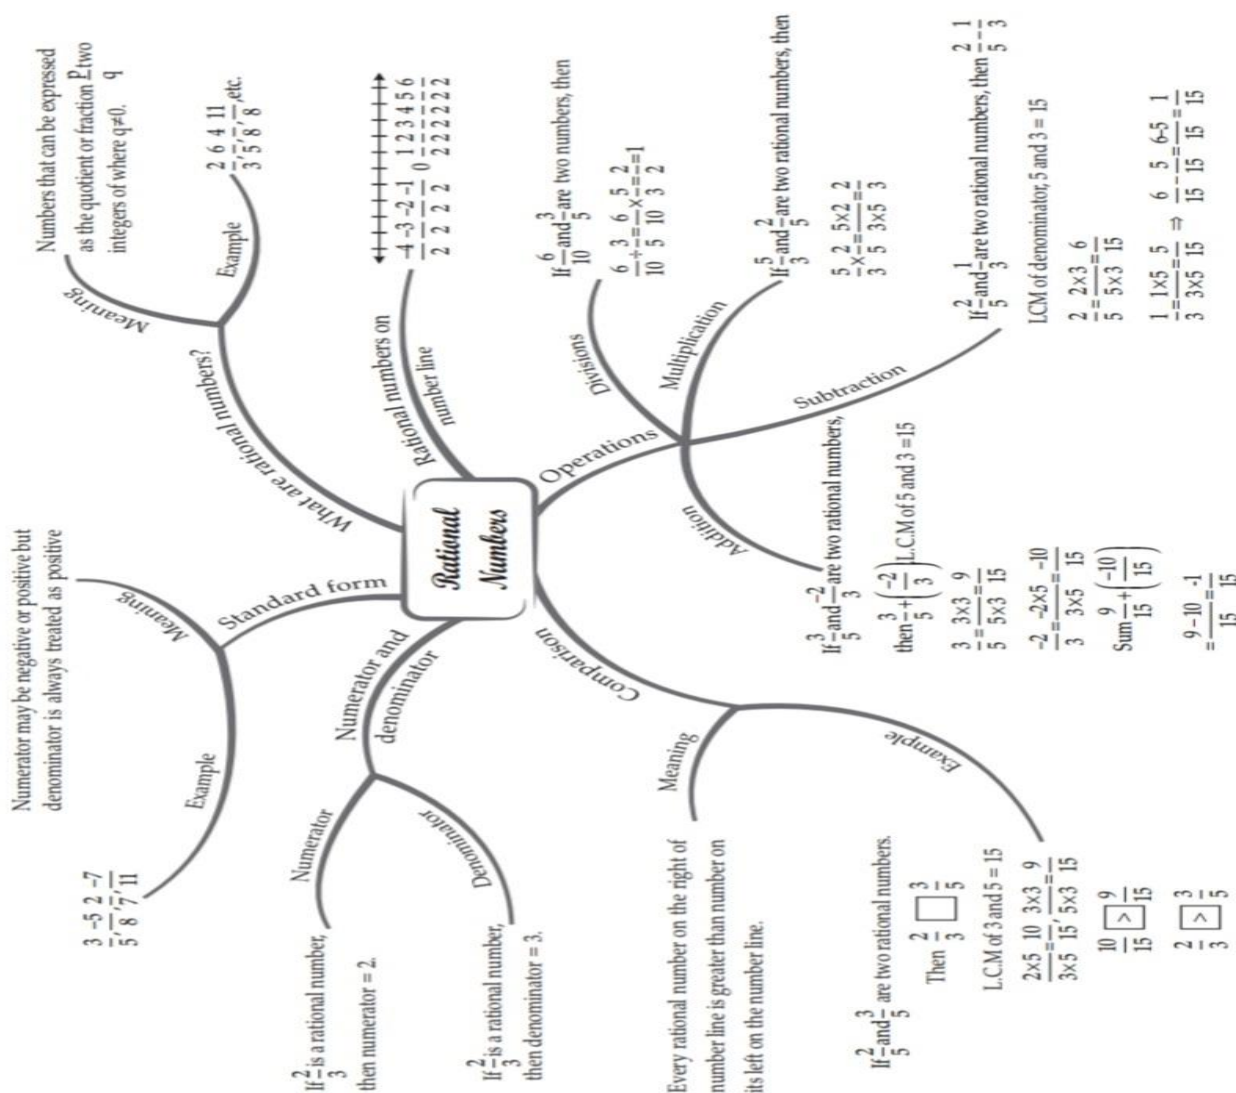 Rational
Numbers
What are rational numbers?
Meaning
Numbers that can be expressed
as the quotient or fraction p/q two
integers of where q≠0.
Example
2/3, 6/5, 4/8, 11/8, etc.
Rational numbers on
number line
-4/2 -3/2 -2/2 -1/2 0 1/2 2/2 3/2 4/2 5/2 6/2
Operations
Divisions
If 6/10 and 3/5 are two numbers, then
6/10 ÷ 3/5 = 6/10 × 5/3 = 2/2 = 1
Multiplication
If 5/3 and 2/5 are two rational numbers, then
5/3 × 2/5 = 5×2/3×5 = 2/3
Subtraction
If 2/5 and 1/3 are two rational numbers, then 2/5 - 1/3
LCM of denominator, 5 and 3 = 15
2/5 = 2×3/5×3 = 6/15
1/3 = 1×5/3×5 = 5/15 ⇒ 6/15 - 5/15 = 6-5/15 = 1/15
Addition
If 3/5 and -2/3 are two rational numbers,
then 3/5 + (-2/3) L.C.M of 5 and 3 = 15
3/5 = 3×3/5×3 = 9/15
-2/3 = -2×5/3×5 = -10/15
Sum 9/15 + (-10/15)
= 9-10/15 = -1/15
Comparison
Meaning
Every rational number on the right of
number line is greater than number on
its left on the number line.
Example
If 2/5 and 3/5 are two rational numbers.
Then 2/3 □ 3/5
L.C.M of 3 and 5 = 15
2×5/3×5 = 10/15, 3×3/5×3 = 9/15
10/15 > 9/15
2/3 > 3/5
Numerator and
denominator
Numerator
If 2/3 is a rational number,
then numerator = 2.
Denominator
If 2/3 is a rational number,
then denominator = 3.
Standard form
Meaning
Numerator may be negative or positive but
denominator is always treated as positive
Example
3/5, -5/8, 2/7, -7/11